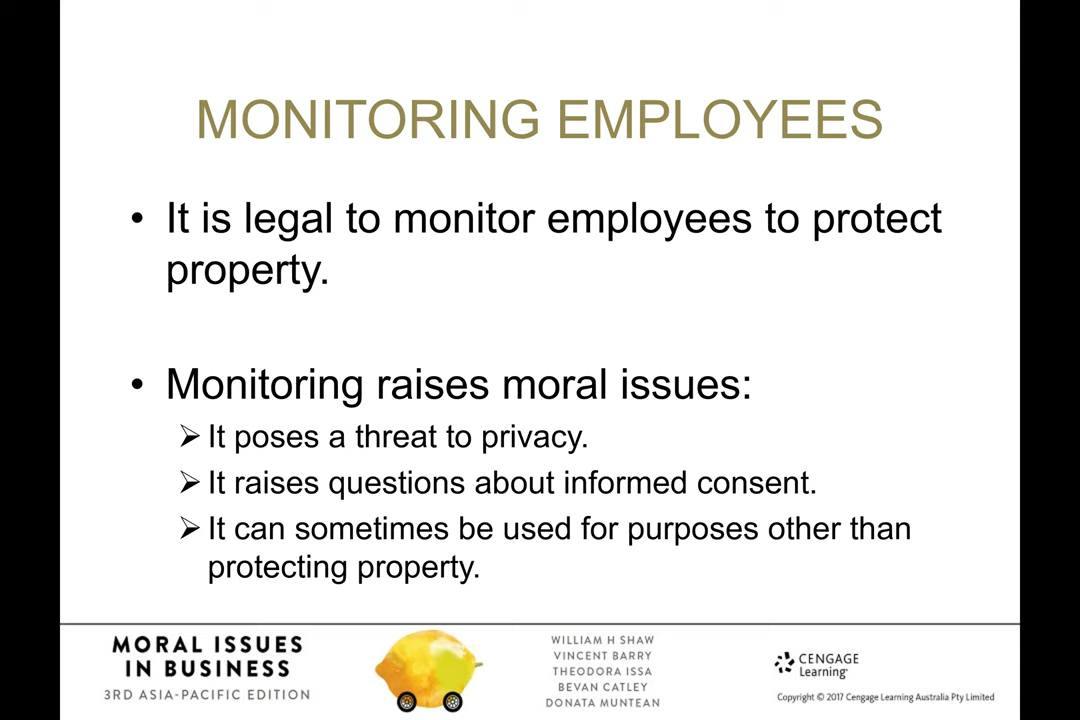 MONITORING EMPLOYEES
• It is legal to monitor employees to protect
property.
• Monitoring raises moral issues:
➢ It poses a threat to privacy.
➢ It raises questions about informed consent.
➢ It can sometimes be used for purposes other than
protecting property.
MORAL ISSUES
IN BUSINESS
3RD ASIA-PACIFIC EDITION
WILLIAM H SHAW
VINCENT BARRY
THEODORA ISSA
BEVAN CATLEY
DONATA MUNTEAN
CENGAGE
Learning™
Copyright © 2017 Cengage Learning Australia Pty Limited